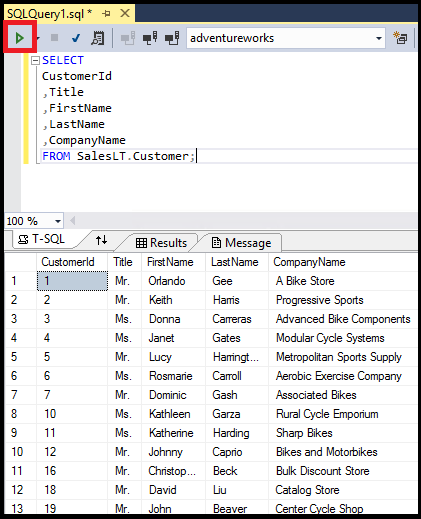 SQLQuery1.sql *
adventureworks
SELECT
CustomerId
,Title
,FirstName
,LastName
,CompanyName
FROM SalesLT.Customer;
100 %
T-SQL Results Message
CustomerId Title FirstName LastName CompanyName
1 1 Mr. Orlando Gee A Bike Store
2 2 Mr. Keith Harris Progressive Sports
3 3 Ms. Donna Carreras Advanced Bike Components
4 4 Ms. Janet Gates Modular Cycle Systems
5 5 Mr. Lucy Harringt... Metropolitan Sports Supply
6 6 Ms. Rosmarie Carroll Aerobic Exercise Company
7 7 Mr. Dominic Gash Associated Bikes
8 10 Ms. Kathleen Garza Rural Cycle Emporium
9 11 Ms. Katherine Harding Sharp Bikes
10 12 Mr. Johnny Caprio Bikes and Motorbikes
11 16 Mr. Christop... Beck Bulk Discount Store
12 18 Mr. David Liu Catalog Store
13 19 Mr. John Beaver Center Cycle Shop